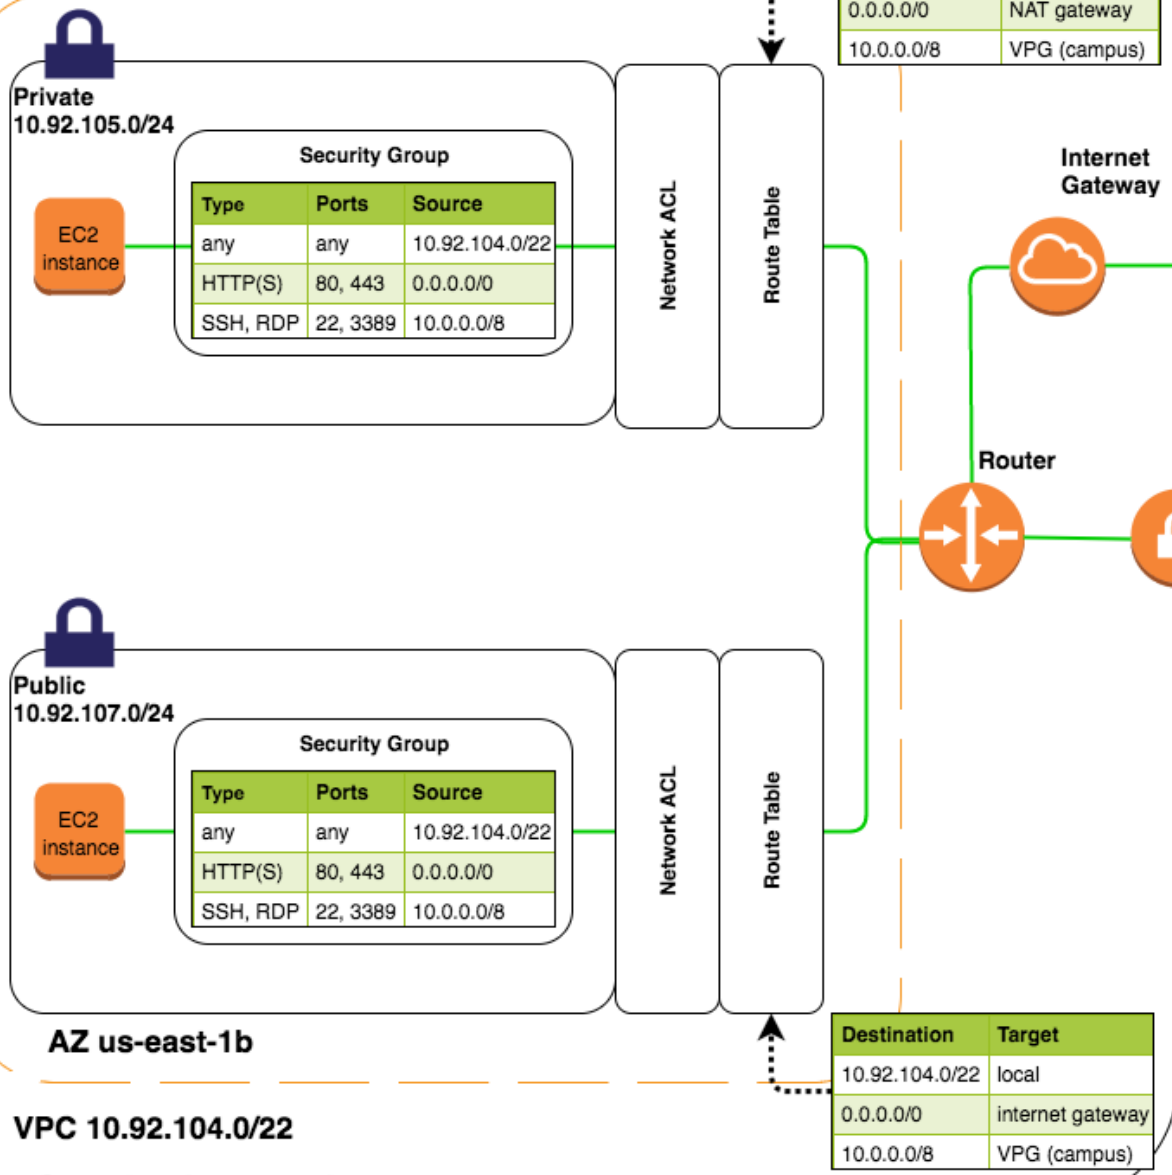 0.0.0.0/0 NAT gateway
10.0.0.0/8 VPG (campus)
Private
10.92.105.0/24
Security Group
Type Ports Source
any any 10.92.104.0/22
HTTP(S) 80, 443 0.0.0.0/0
SSH, RDP 22, 3389 10.0.0.0/8
EC2
instance
Network ACL
Route Table
Internet
Gateway
Router
Public
10.92.107.0/24
Security Group
Type Ports Source
any any 10.92.104.0/22
HTTP(S) 80, 443 0.0.0.0/0
SSH, RDP 22, 3389 10.0.0.0/8
EC2
instance
Network ACL
Route Table
AZ us-east-1b
Destination Target
10.92.104.0/22 local
0.0.0.0/0 internet gateway
10.0.0.0/8 VPG (campus)
VPC 10.92.104.0/22